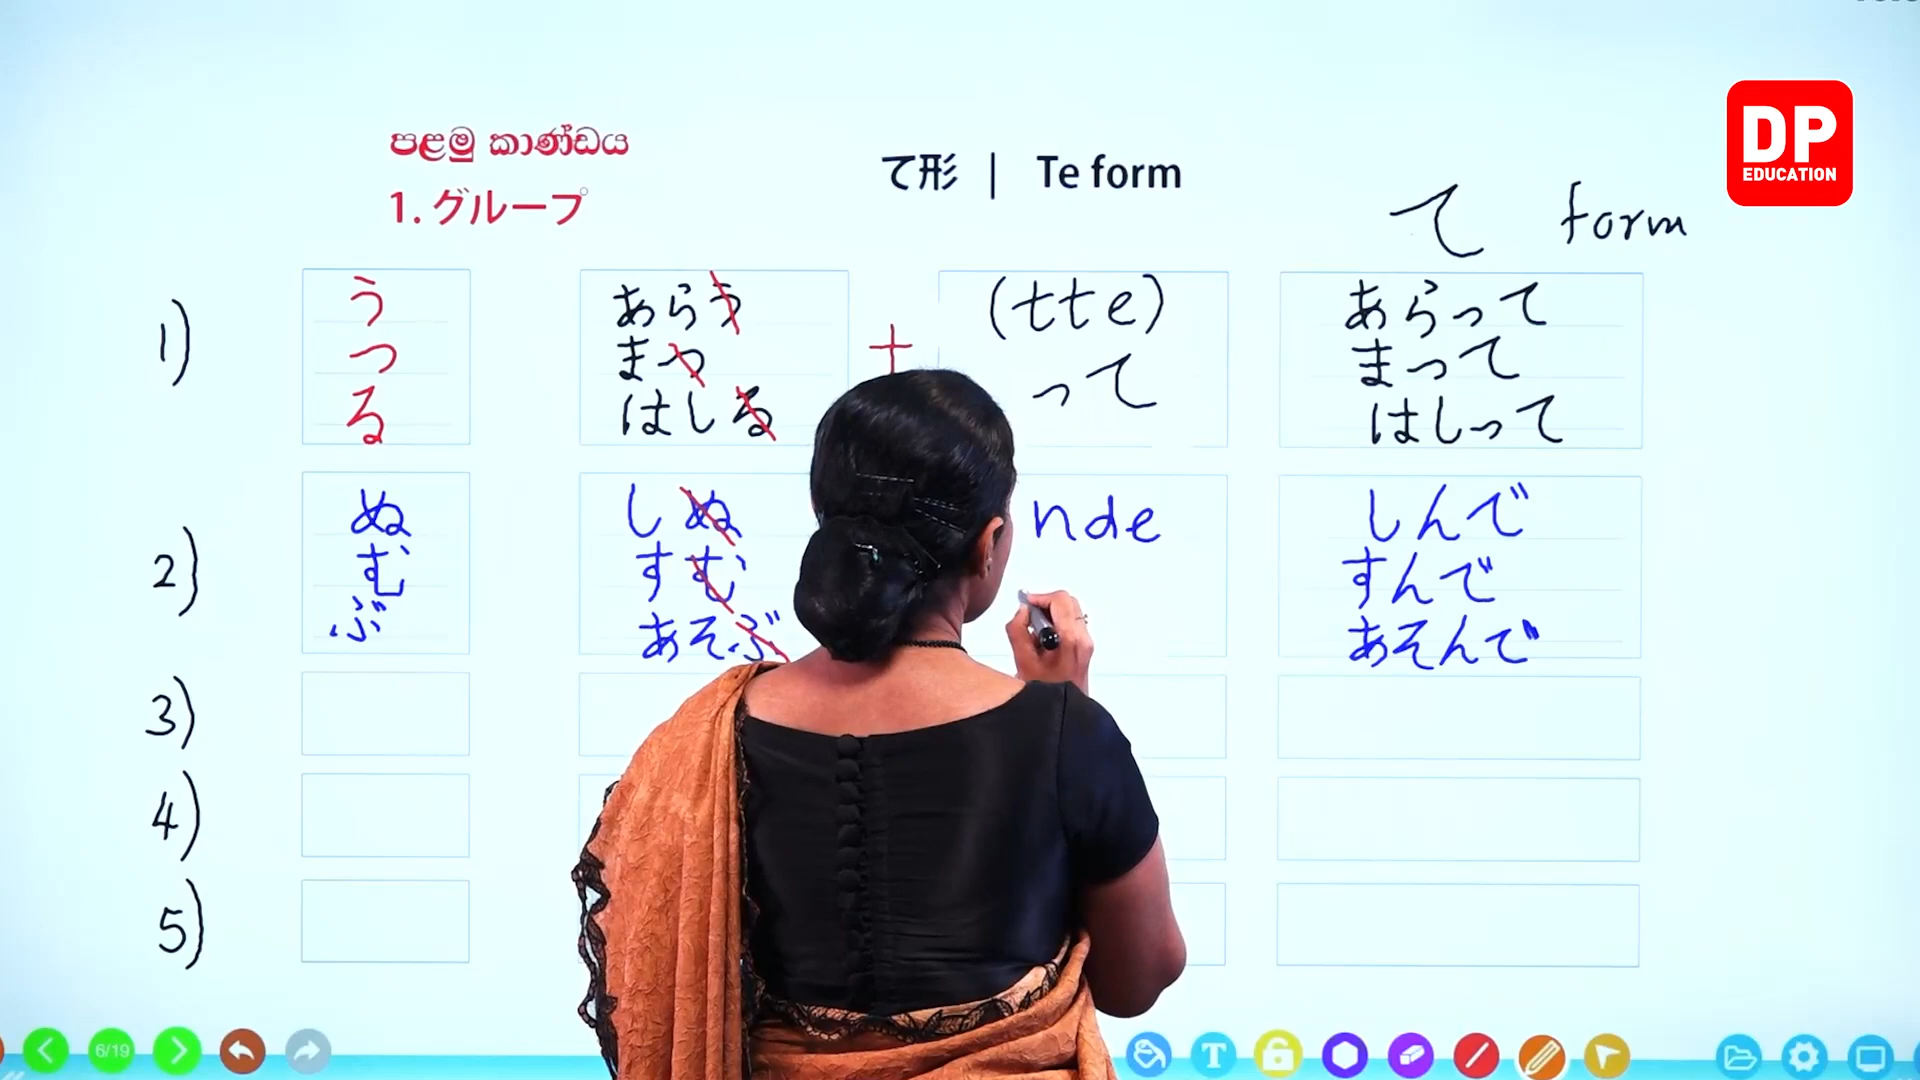 DP
EDUCATION
පළමු කාණ්ඩය
1. グループ
て形 | Te form
て form
1)
う
つ
る
あらう
まつ
はしる
+
(tte)
って
あらって
まって
はしって
2)
ぬ
む
ぶ
しぬ
すむ
あそぶ
nde
しんで
すんで
あそんで
3)
4)
5)
6/19
T